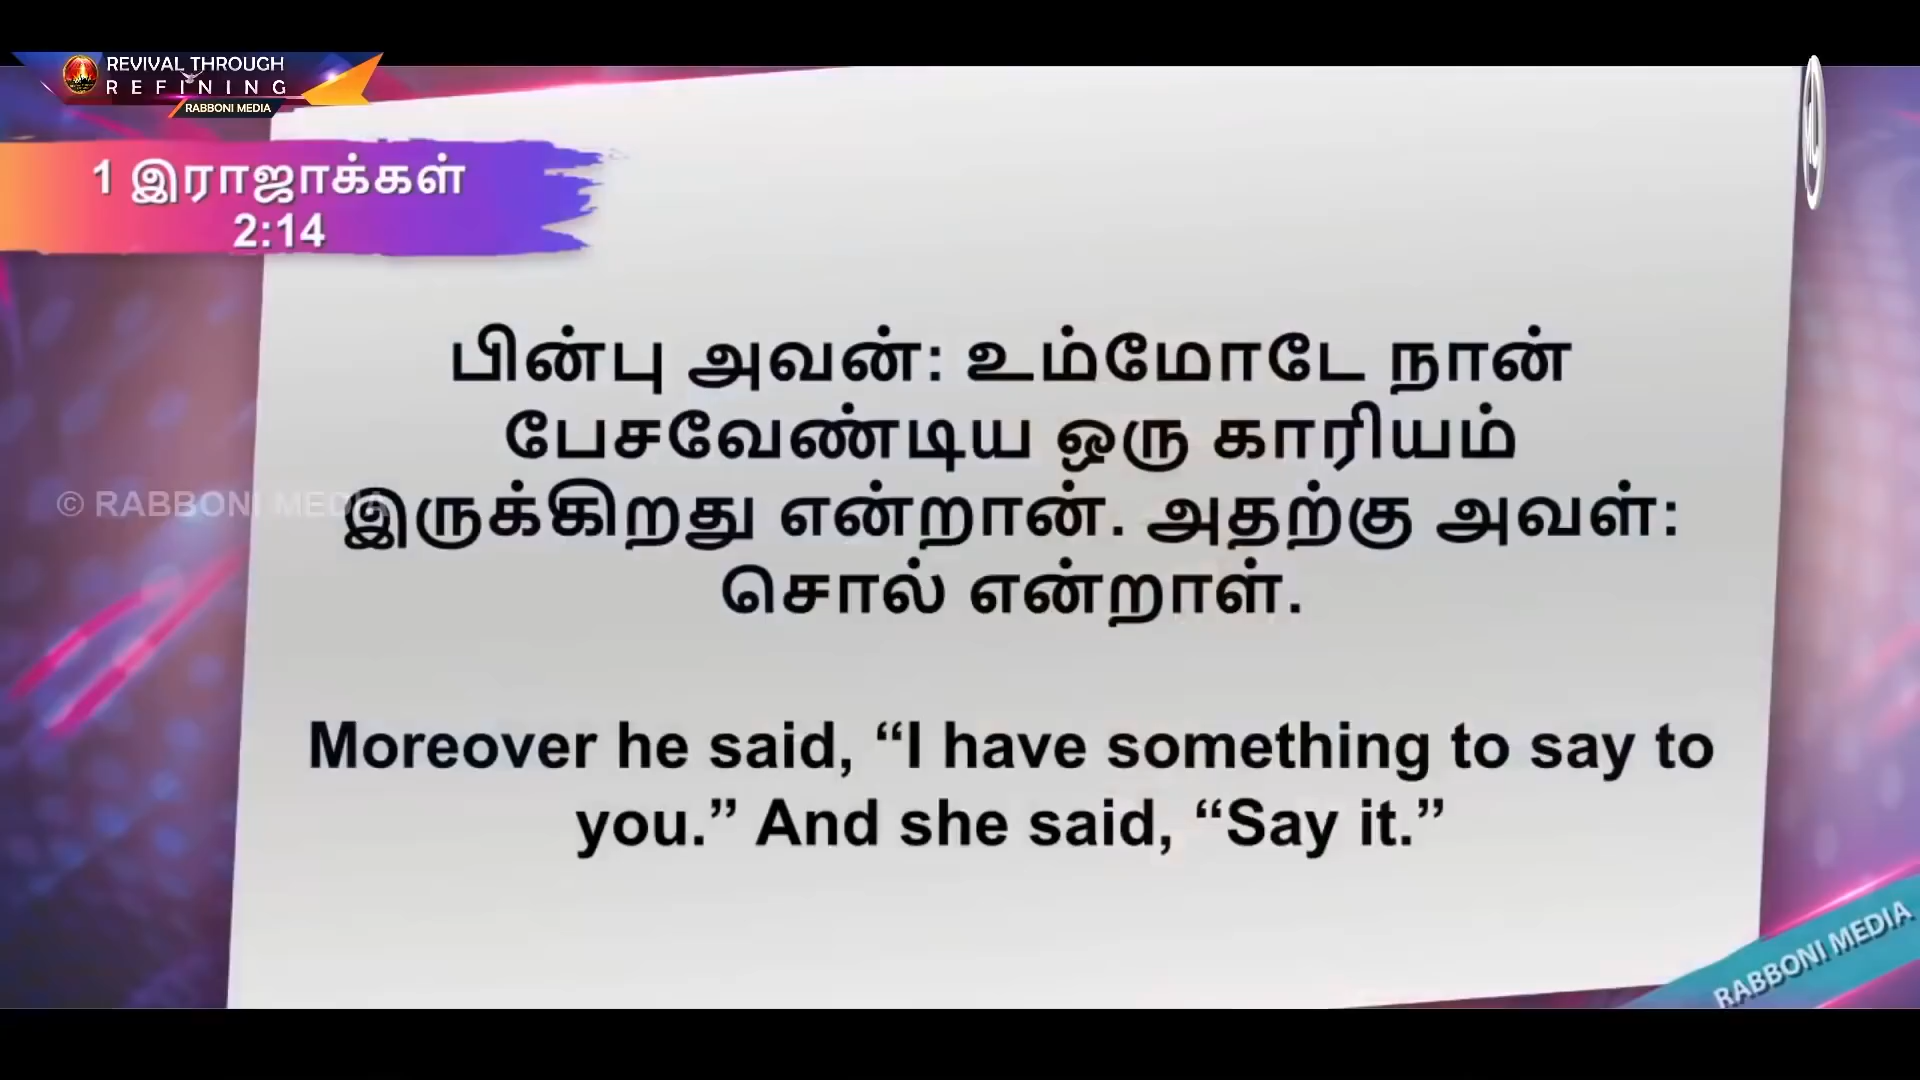 REVIVAL THROUGH
REFINING
RABBONI MEDIA
1 இராஜாக்கள்
2:14
பின்பு அவன்: உம்மோடே நான்
பேசவேண்டிய ஒரு காரியம்
© RABBONI MEDIA
இருக்கிறது என்றான். அதற்கு அவள்:
சொல் என்றாள்.
Moreover he said, “I have something to say to
you.” And she said, “Say it.”
RABBONI MEDIA